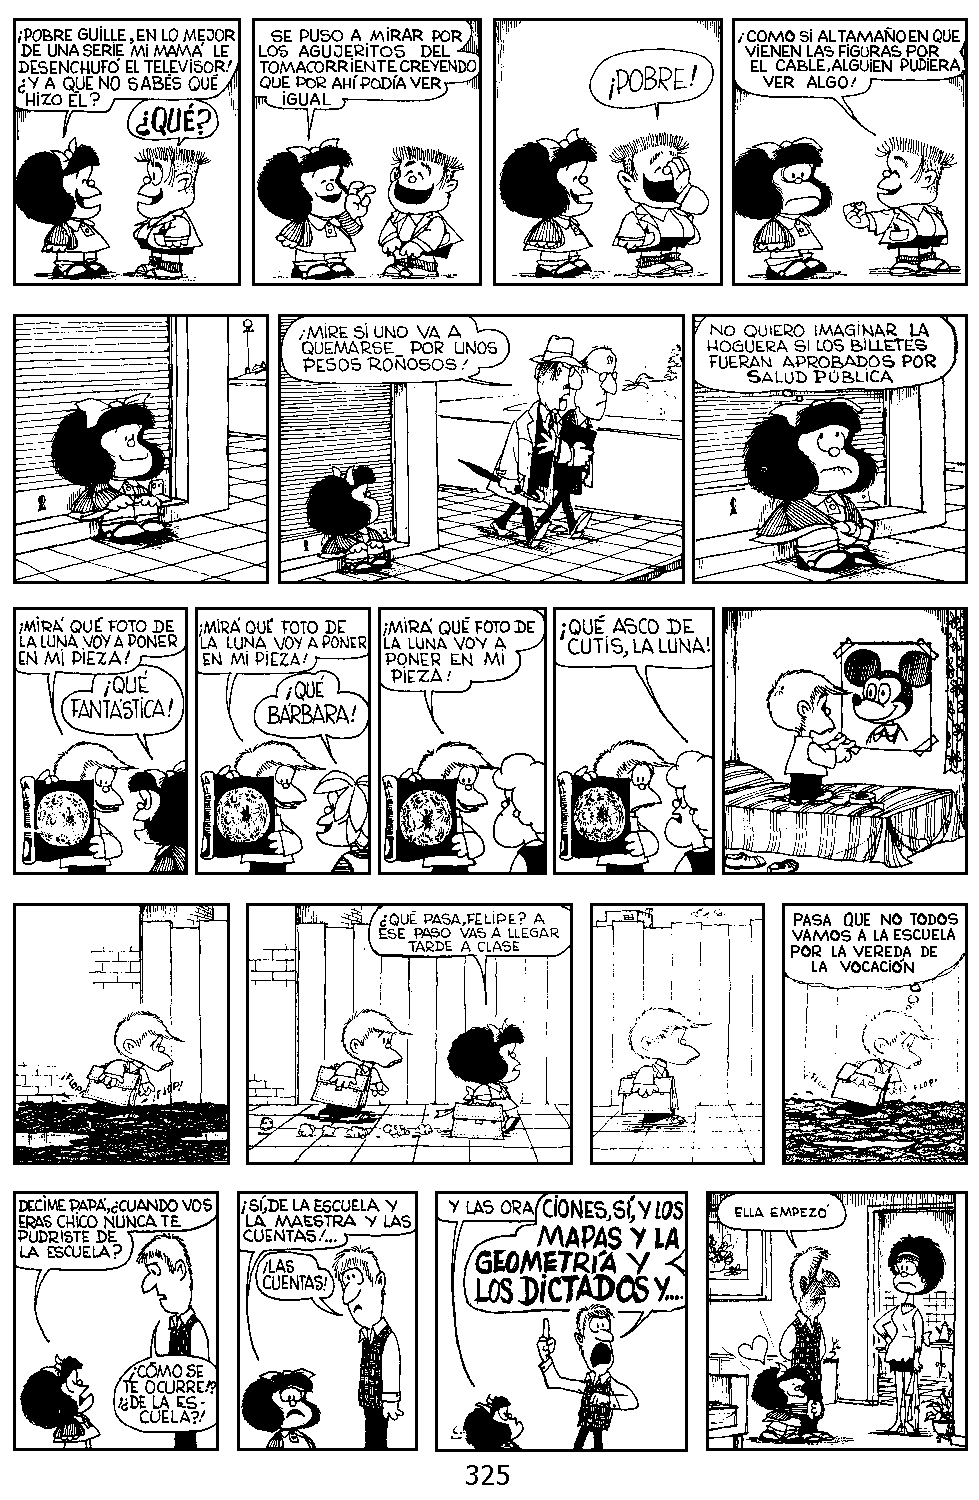 ¡POBRE GUILLE, EN LO MEJOR
DE UNA SERIE MI MAMÁ LE
DESENCHUFÓ EL TELEVISOR!
¿Y A QUE NO SABÉS QUÉ
HIZO ÉL?
¿QUÉ?
SE PUSO A MIRAR POR
LOS AGUJERITOS DEL
TOMACORRIENTE CREYENDO
QUE POR AHÍ PODÍA VER
IGUAL
¡POBRE!
¡COMO SI AL TAMAÑO EN QUE
VIENEN LAS FIGURAS POR
EL CABLE, ALGUIEN PUDIERA
VER ALGO!
¡MIRE SI UNO VA A
QUEMARSE POR UNOS
PESOS ROÑOSOS!
NO QUIERO IMAGINAR LA
HOGUERA SI LOS BILLETES
FUERAN APROBADOS POR
SALUD PÚBLICA
¡MIRÁ QUÉ FOTO DE
LA LUNA VOY A PONER
EN MI PIEZA!
¡QUÉ
FANTÁSTICA!
¡MIRÁ QUÉ FOTO DE
LA LUNA VOY A PONER
EN MI PIEZA!
¡QUÉ
BÁRBARA!
¡MIRÁ QUÉ FOTO DE
LA LUNA VOY A
PONER EN MI
PIEZA!
¡QUÉ ASCO DE
CUTIS, LA LUNA!
¡FLOP!
¡FLOP!
¿QUÉ PASA, FELIPE? A
ESE PASO VAS A LLEGAR
TARDE A CLASE
PASA QUE NO TODOS
VAMOS A LA ESCUELA
POR LA VEREDA DE
LA VOCACIÓN
¡FLOP!
¡FLOP!
DECIME PAPÁ, ¿CUANDO VOS
ERAS CHICO NUNCA TE
PUDRISTE DE
LA ESCUELA?
¿¡CÓMO SE
TE OCURRE!?
¿¡DE LA ES-
CUELA?!
¡SÍ, DE LA ESCUELA Y
LA MAESTRA Y LAS
CUENTAS!...
¡LAS
CUENTAS!
Y LAS ORA
CIONES, SÍ, Y LOS
MAPAS Y LA
GEOMETRÍA Y
LOS DICTADOS Y....
ELLA EMPEZÓ
325